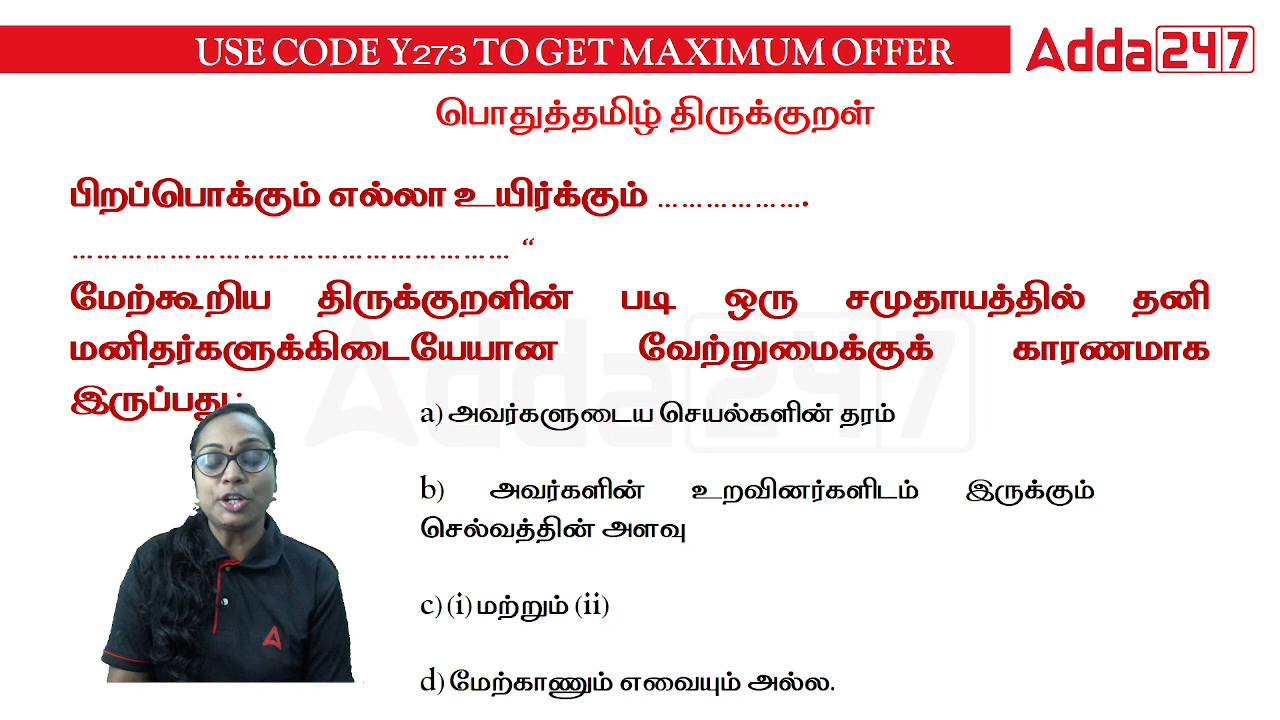 USE CODE Y273 TO GET MAXIMUM OFFER
Adda247
பொதுத்தமிழ் திருக்குறள்
பிறப்பொக்கும் எல்லா உயிர்க்கும் ………………..
……………………………………………… “
மேற்கூறிய திருக்குறளின் படி ஒரு சமுதாயத்தில் தனி
மனிதர்களுக்கிடையேயான வேற்றுமைக்குக் காரணமாக
இருப்பது:
a) அவர்களுடைய செயல்களின் தரம்
b) அவர்களின் உறவினர்களிடம் இருக்கும்
செல்வத்தின் அளவு
c) (i) மற்றும் (ii)
d) மேற்காணும் எவையும் அல்ல.